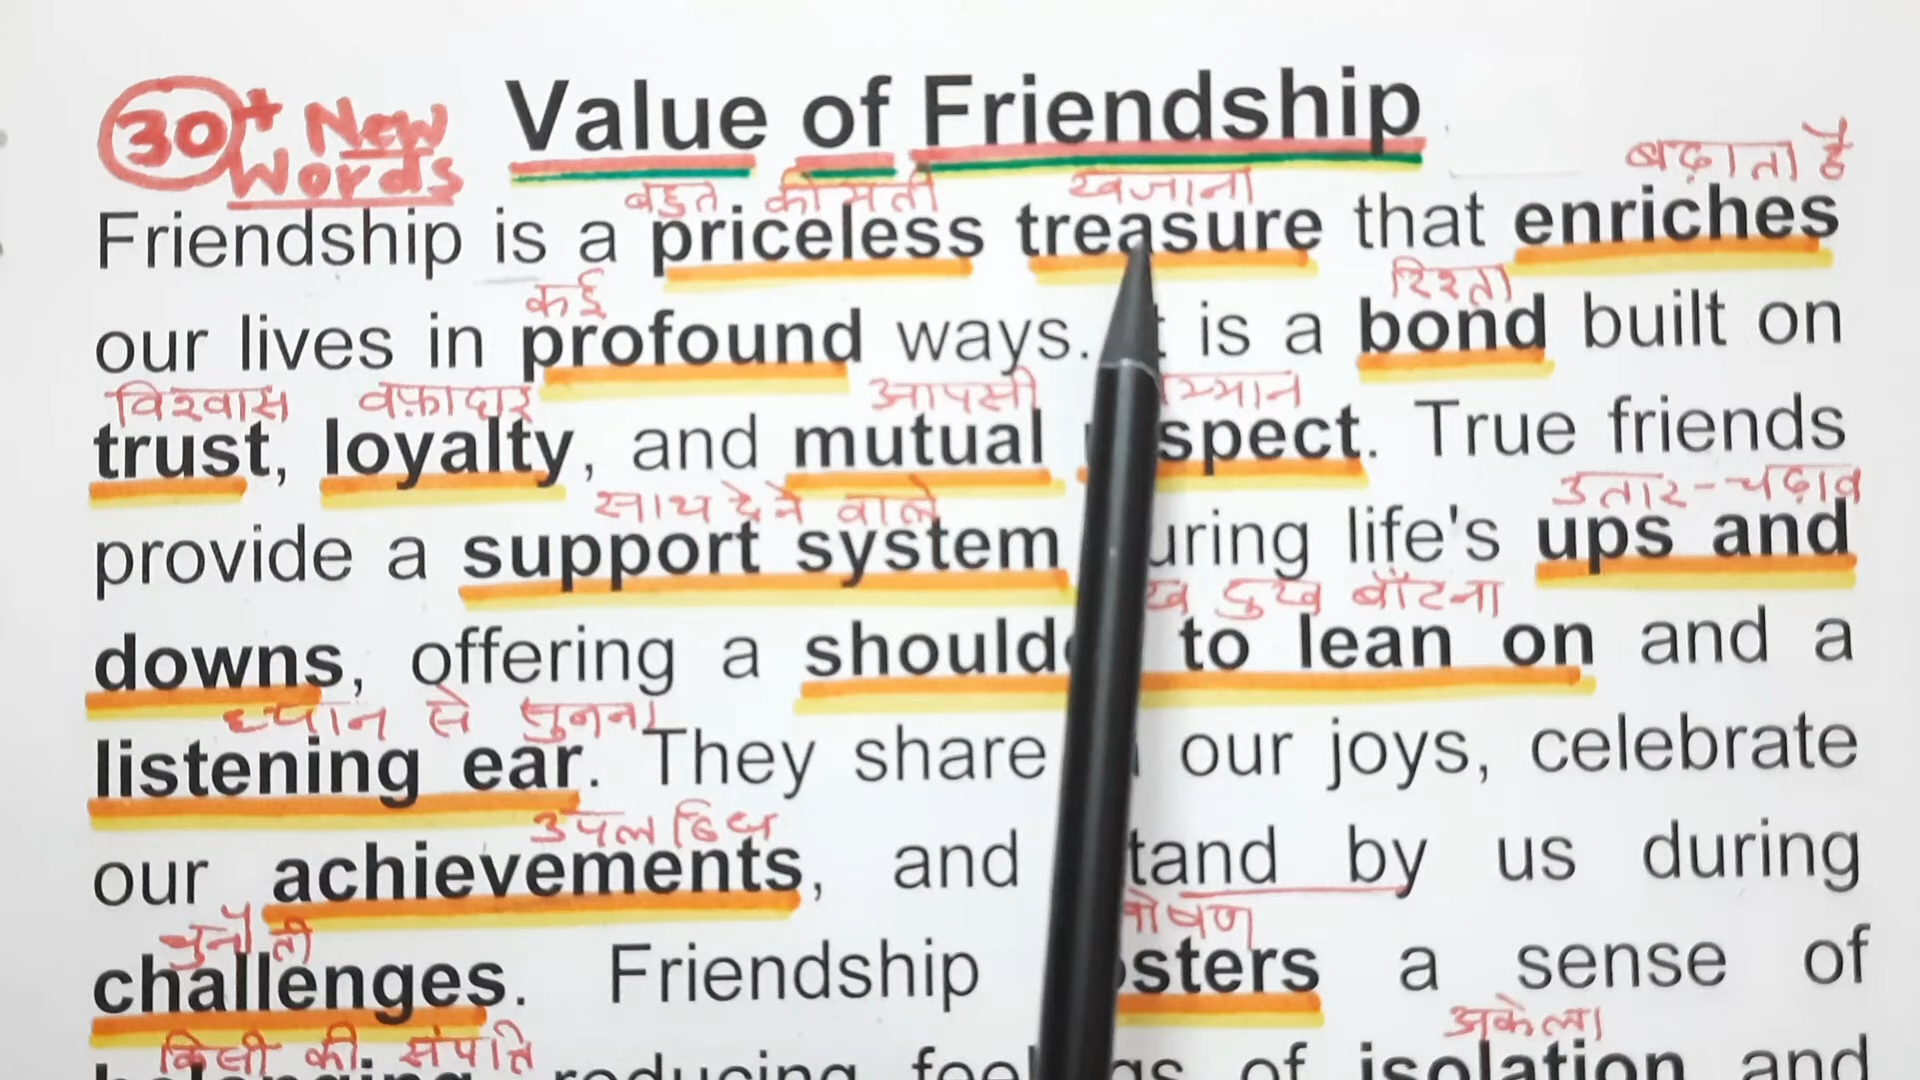 30+ New Words
Value of Friendship
बढ़ाता है
बहुत कीमती खजाना
Friendship is a priceless treasure that enriches
कई रिश्ता
our lives in profound ways. is a bond built on
विश्वास वफ़ादार आपसी
trust, loyalty, and mutual spect. True friends
साथ देने वाले उतार-चढ़ाव
provide a support system uring life's ups and
दुख बाँटना
downs, offering a should to lean on and a
ध्यान से सुनना
listening ear. They share our joys, celebrate
उपलब्धि
our achievements, and tand by us during
चुनौती
challenges. Friendship sters a sense of
किसी की संपत्ति अकेला
belonging, reducing of isolation and